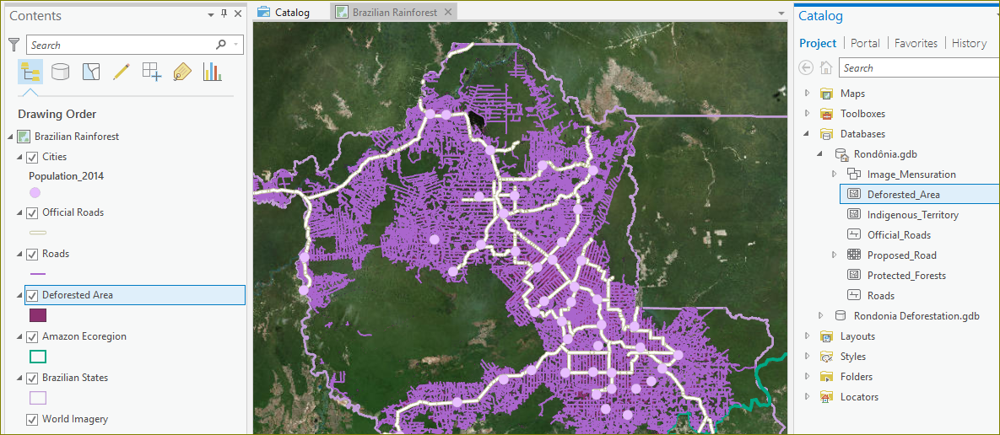 Contents
Search
Drawing Order
Brazilian Rainforest
Cities
Population_2014
Official Roads
Roads
Deforested Area
Amazon Ecoregion
Brazilian States
World Imagery
Catalog
Brazilian Rainforest
Catalog
Project
Portal
Favorites
History
Search
Maps
Toolboxes
Databases
Rondônia.gdb
Image_Mensuration
Deforested_Area
Indigenous_Territory
Official_Roads
Proposed_Road
Protected_Forests
Roads
Rondonia Deforestation.gdb
Layouts
Styles
Folders
Locators